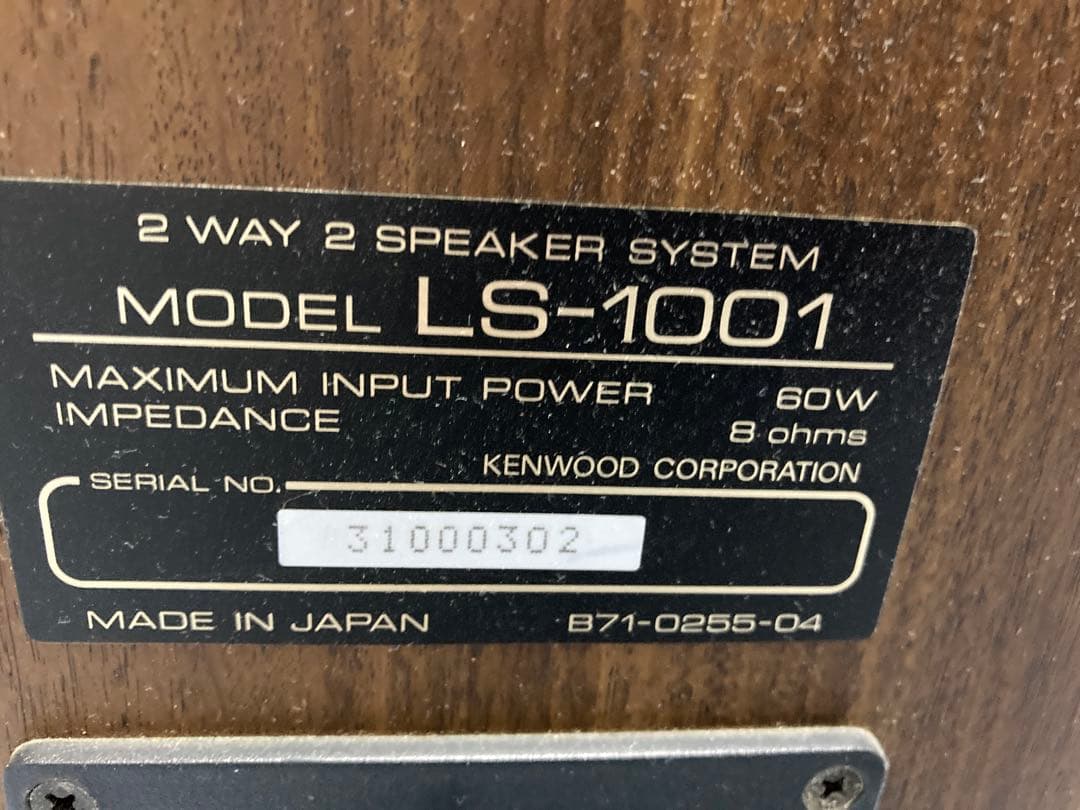 2 WAY 2 SPEAKER SYSTEM
MODEL LS-1001
MAXIMUM INPUT POWER 60W
IMPEDANCE 8 ohms
KENWOOD CORPORATION
SERIAL NO.
31000302
MADE IN JAPAN B71-0255-04